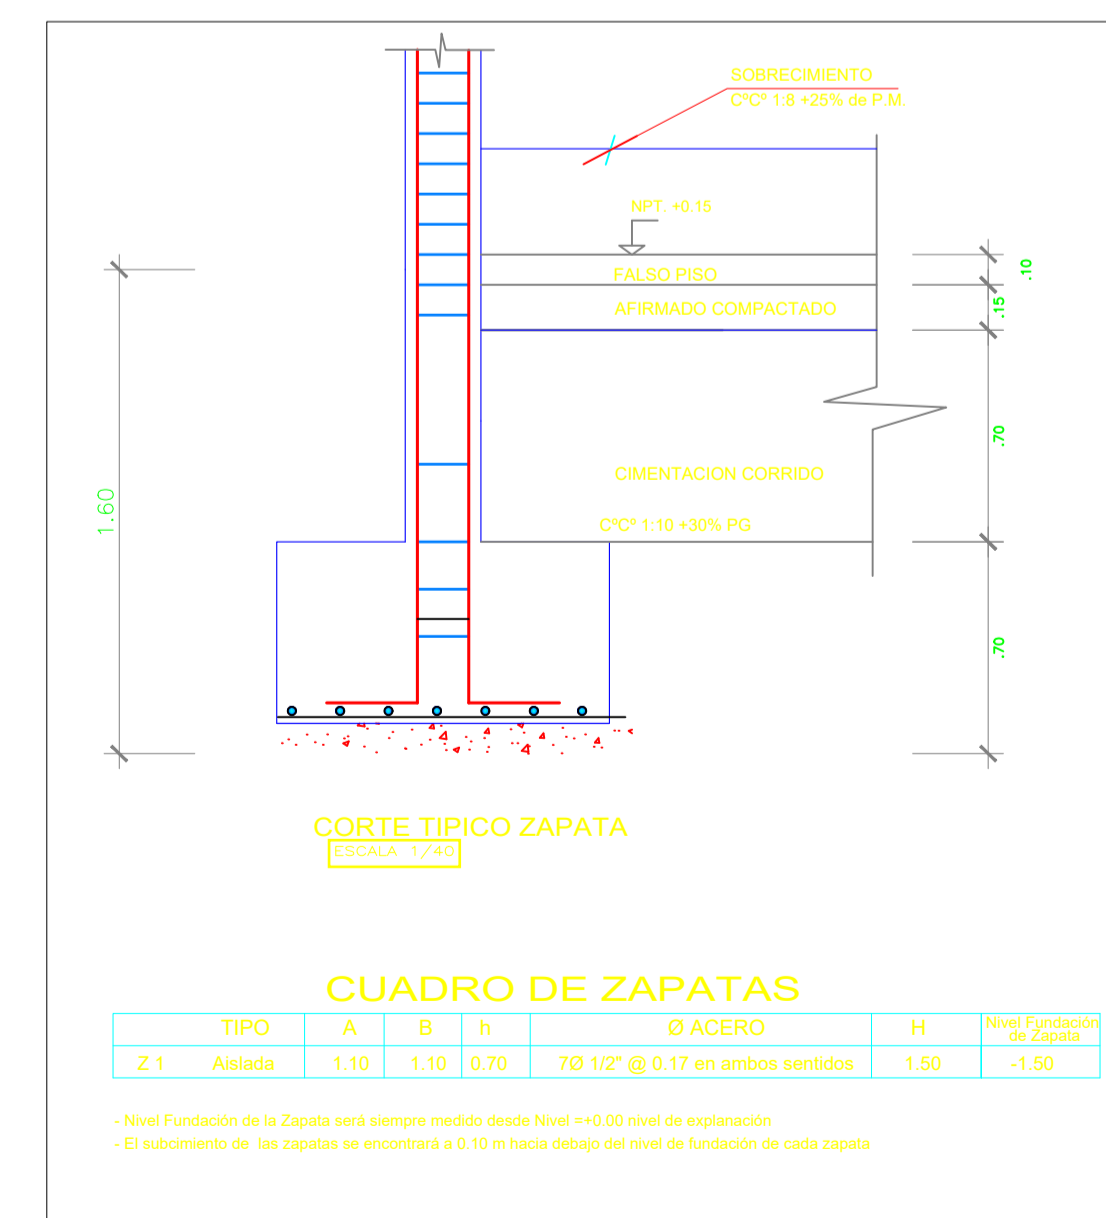 SOBRECIMIENTO
CºCº 1:8 +25% de P.M.
NPT. +0.15
FALSO PISO
.10
AFIRMADO COMPACTADO
.15
.70
CIMENTACION CORRIDO
1.60
CºCº 1:10 +30% PG
.70
CORTE TIPICO ZAPATA
ESCALA 1/40
CUADRO DE ZAPATAS
TIPO A B h Ø ACERO H Nivel Fundación de Zapata
Z 1 Aislada 1.10 1.10 0.70 7Ø 1/2" @ 0.17 en ambos sentidos 1.50 -1.50
- Nivel Fundación de la Zapata será siempre medido desde Nivel =+0.00 nivel de explanación
- El subcimiento de las zapatas se encontrará a 0.10 m hacia debajo del nivel de fundación de cada zapata